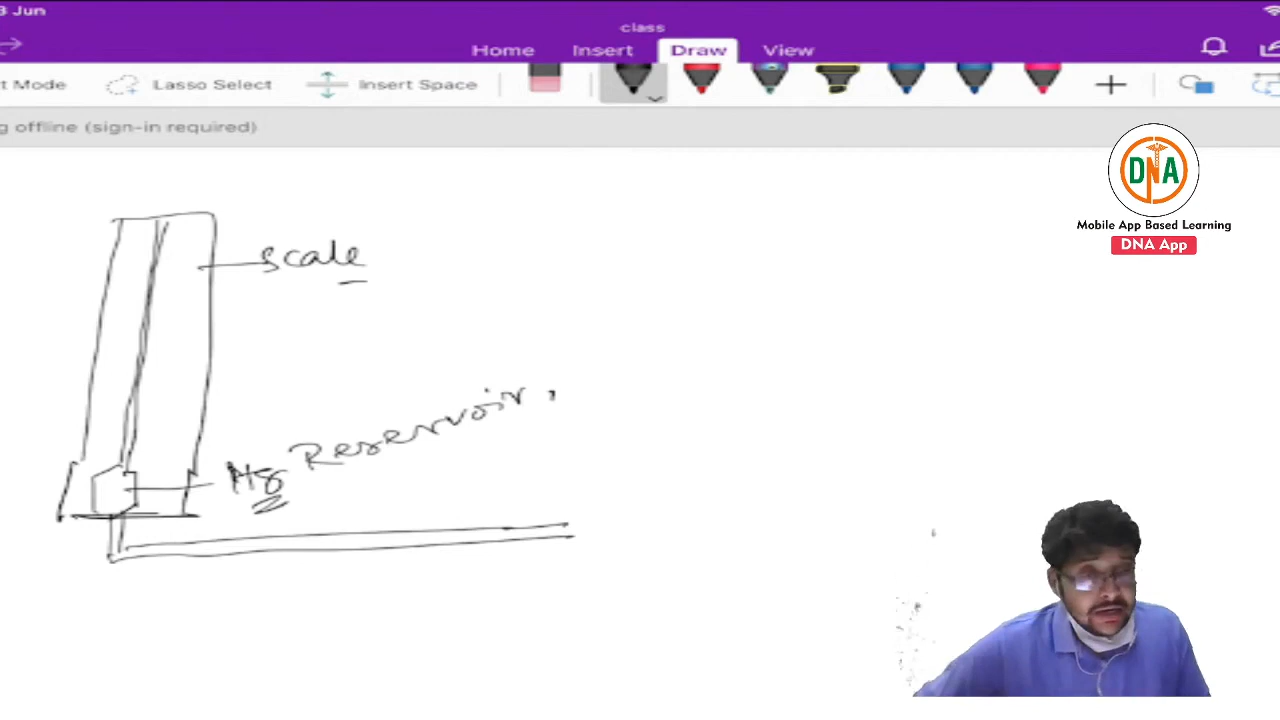 3 Jun
class
Home Insert Draw View
t Mode Lasso Select Insert Space
g offline (sign-in required)
DNA
Mobile App Based Learning
DNA App
scale
Hg Reservoir.